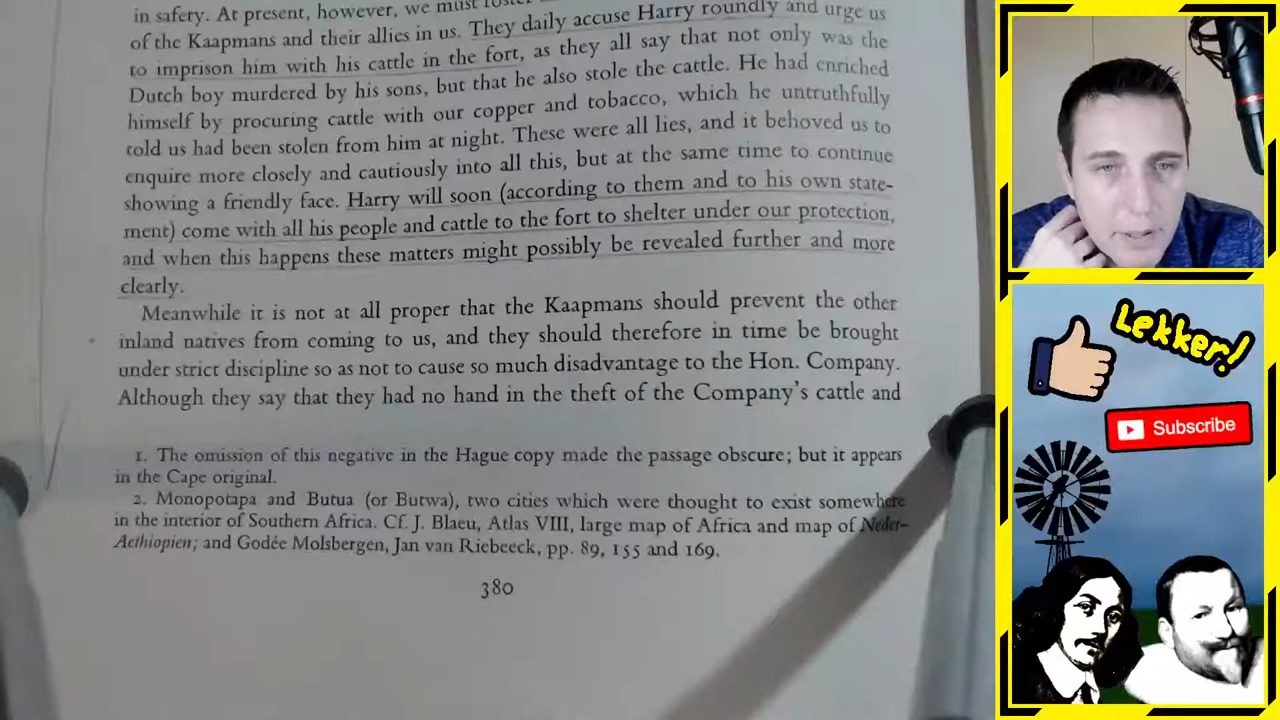 in safety. At present, however, we must foster
of the Kaapmans and their allies in us. They daily accuse Harry roundly and urge us
to imprison him with his cattle in the fort, as they all say that not only was the
Dutch boy murdered by his sons, but that he also stole the cattle. He had enriched
himself by procuring cattle with our copper and tobacco, which he untruthfully
told us had been stolen from him at night. These were all lies, and it behoved us to
enquire more closely and cautiously into all this, but at the same time to continue
showing a friendly face. Harry will soon (according to them and to his own state-
ment) come with all his people and cattle to the fort to shelter under our protection,
and when this happens these matters might possibly be revealed further and more
clearly.
Meanwhile it is not at all proper that the Kaapmans should prevent the other
inland natives from coming to us, and they should therefore in time be brought
under strict discipline so as not to cause so much disadvantage to the Hon. Company.
Although they say that they had no hand in the theft of the Company's cattle and
1. The omission of this negative in the Hague copy made the passage obscure; but it appears
in the Cape original.
2. Monopotapa and Butua (or Butwa), two cities which were thought to exist somewhere
in the interior of Southern Africa. Cf. J. Blaeu, Atlas VIII, large map of Africa and map of Neder-
Aethiopien; and Godée Molsbergen, Jan van Riebeeck, pp. 89, 155 and 169.
380
Lekker!
Subscribe